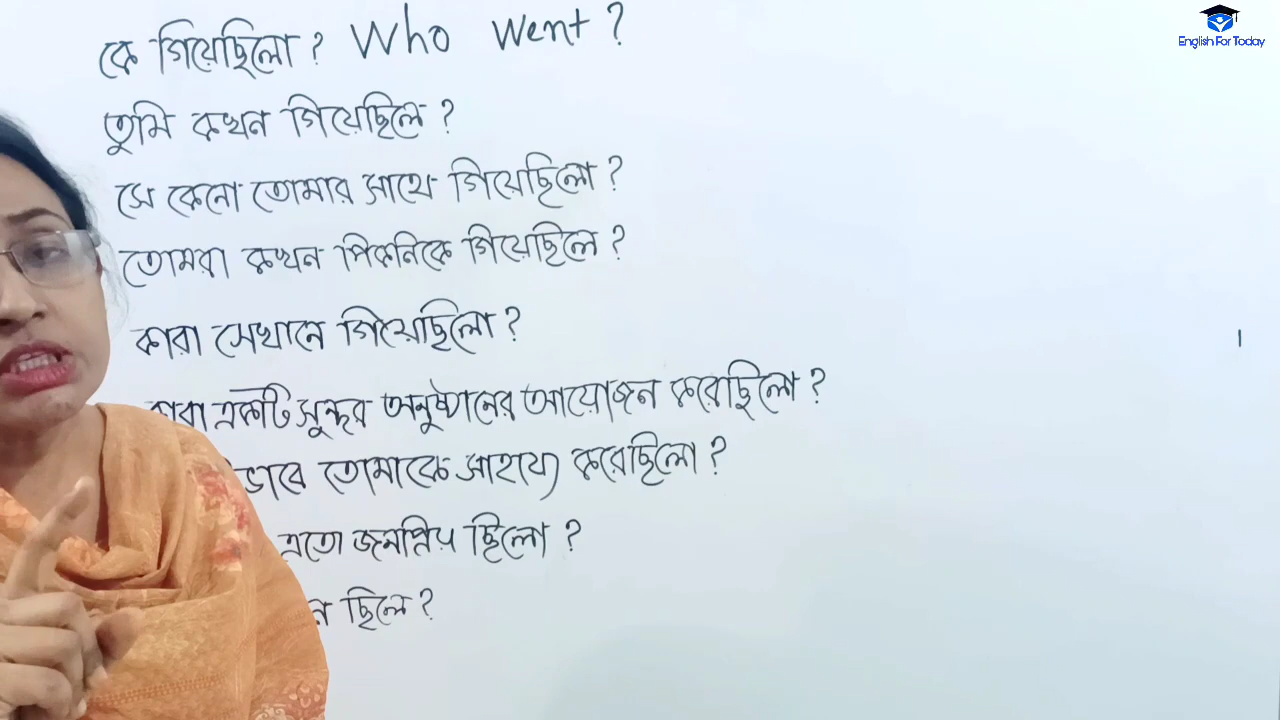 কে গিয়েছিলো? Who Went?
তুমি কখন গিয়েছিলে?
সে কেনো তোমার সাথে গিয়েছিলো?
তোমরা কখন পিকনিকে গিয়েছিলে?
কারা সেখানে গিয়েছিলো?
একটি সুন্দর অনুষ্ঠানের আয়োজন করেছিলো?
তোমাকে সাহায্যে করেছিলো?
এতো জনপ্রিয় ছিলো?
ছিলে?
English For Today